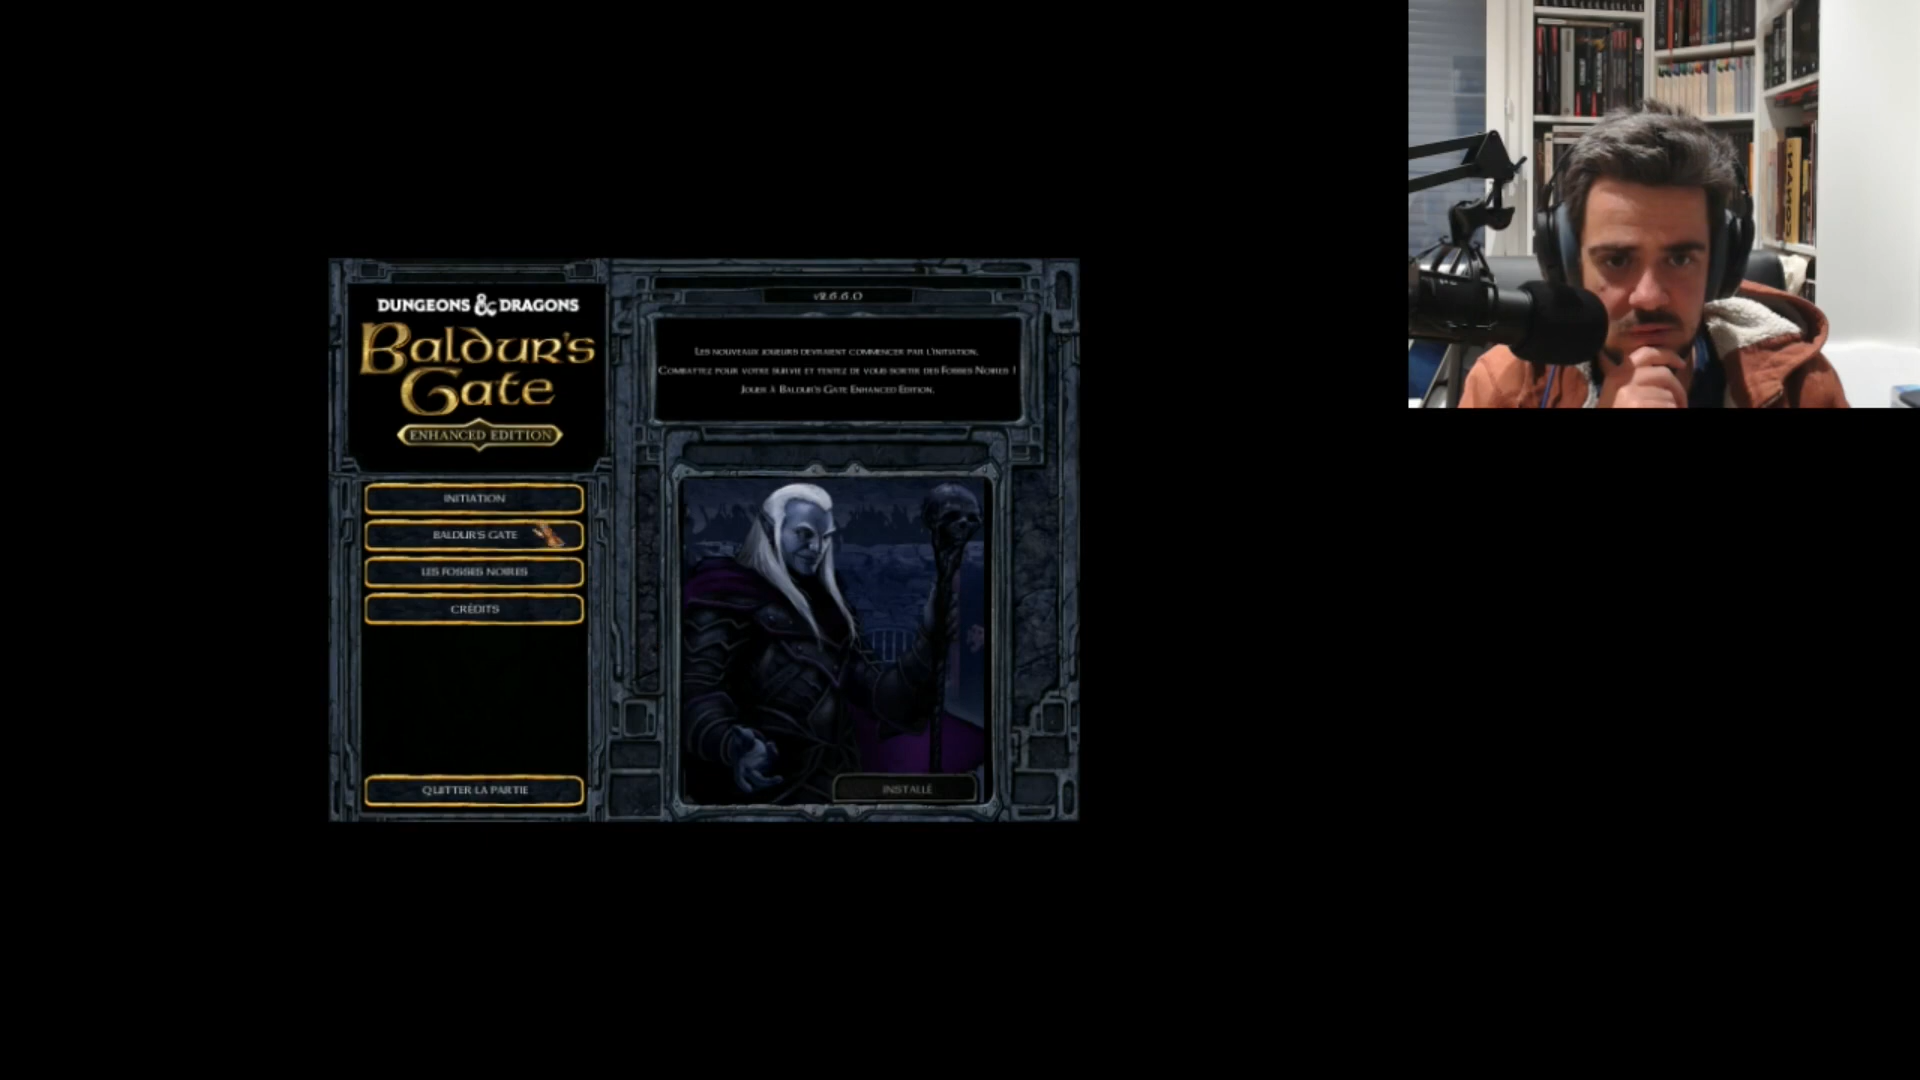 DUNGEONS & DRAGONS
Baldur's
Gate
ENHANCED EDITION
v2.6.6.0
Les nouveaux joueurs devraient commencer par l'initiation.
Combattez pour votre survie et tentez de vous sortir des Fosses Noires !
Jouer à Baldur's Gate Enhanced Edition.
INITIATION
BALDUR'S GATE
LES FOSSES NOIRES
CRÉDITS
QUITTER LA PARTIE
INSTALLÉ